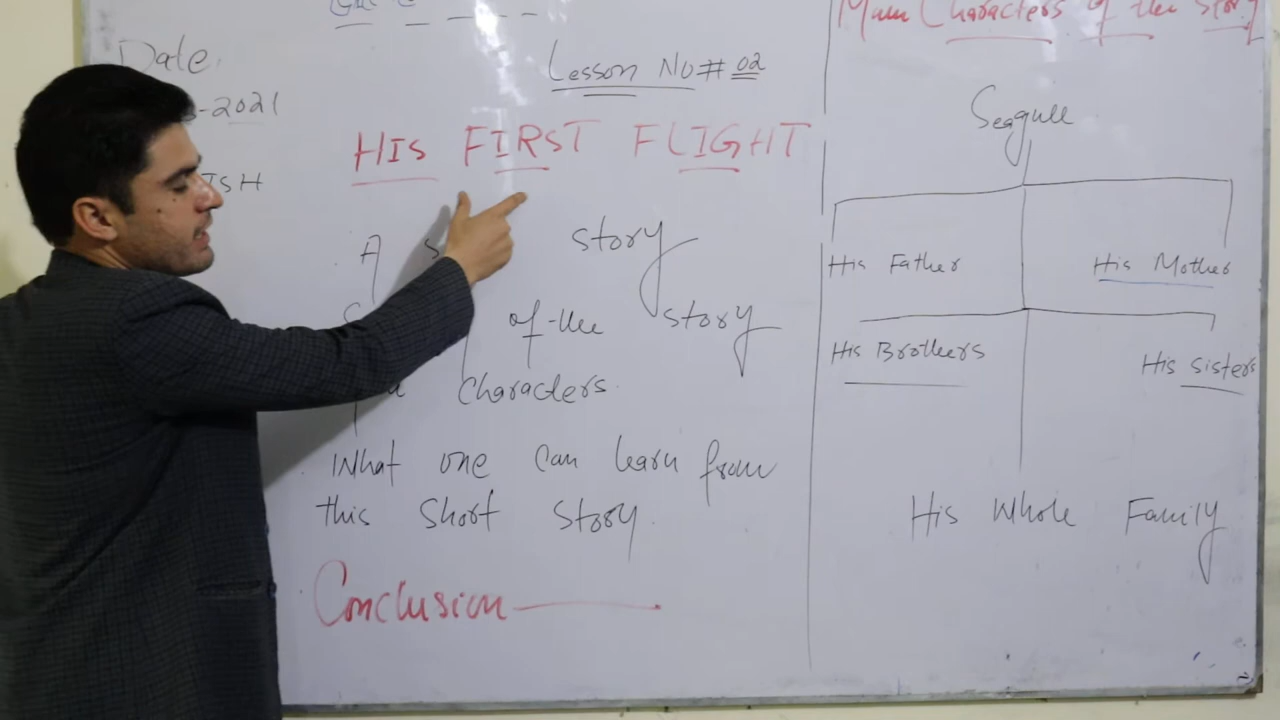 Date,
-2021
ISH
Lesson No# 02
HIS FIRST FLIGHT
A s story
of the story
Characters.
What one can learn from
this short story.
Conclusion
Main Characters of the Story
Seagull
His Father
His Mother
His Brothers
His sisters
His Whole Family